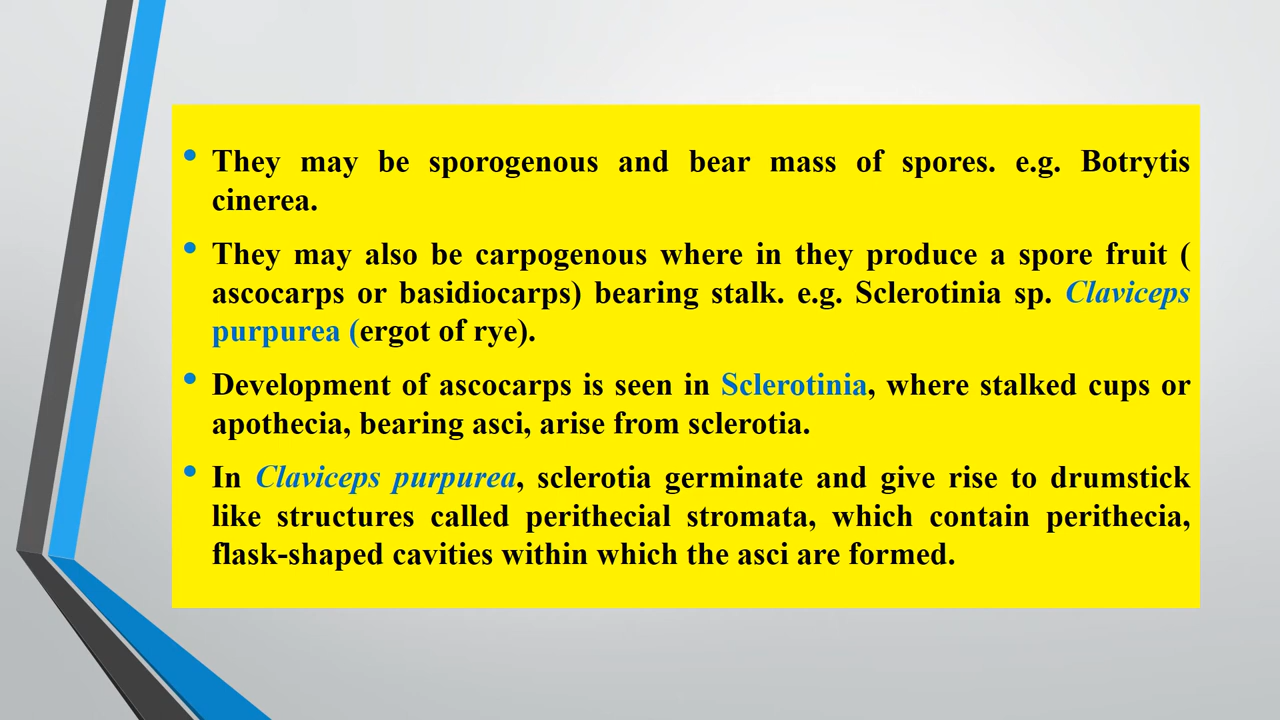 • They may be sporogenous and bear mass of spores. e.g. Botrytis
cinerea.
• They may also be carpogenous where in they produce a spore fruit (
ascocarps or basidiocarps) bearing stalk. e.g. Sclerotinia sp. Claviceps
purpurea (ergot of rye).
• Development of ascocarps is seen in Sclerotinia, where stalked cups or
apothecia, bearing asci, arise from sclerotia.
• In Claviceps purpurea, sclerotia germinate and give rise to drumstick
like structures called perithecial stromata, which contain perithecia,
flask-shaped cavities within which the asci are formed.